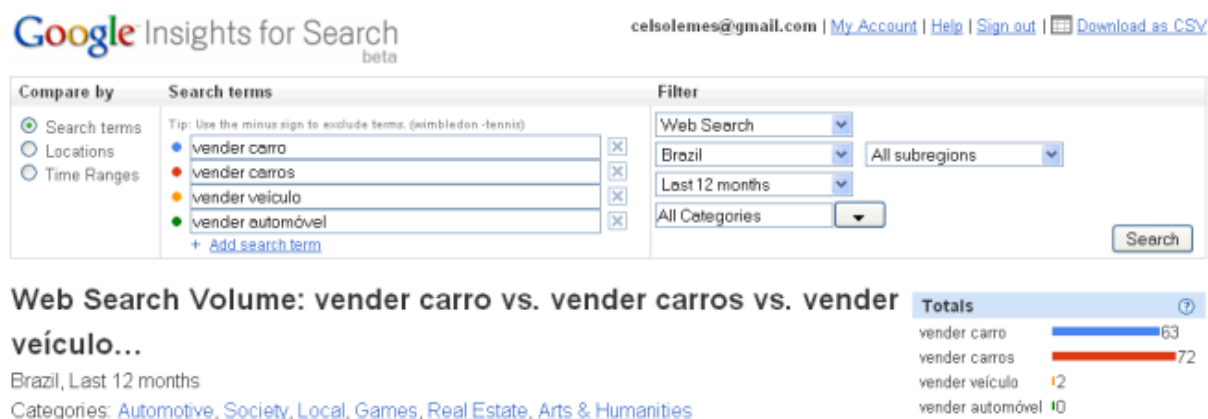 Google Insights for Search
beta
celsolemes@gmail.com | My Account | Help | Sign out | Download as CSV
Compare by
Search terms
Locations
Time Ranges
Search terms
Tip: Use the minus sign to exclude terms. (wimbledon -tennis)
vender carro
vender carros
vender veículo
vender automóvel
+ Add search term
Filter
Web Search
Brazil
All subregions
Last 12 months
All Categories
Search
Web Search Volume: vender carro vs. vender carros vs. vender
veículo...
Brazil, Last 12 months
Categories: Automotive, Society, Local, Games, Real Estate, Arts & Humanities
Totals ?
vender carro 63
vender carros 72
vender veículo 2
vender automóvel 0